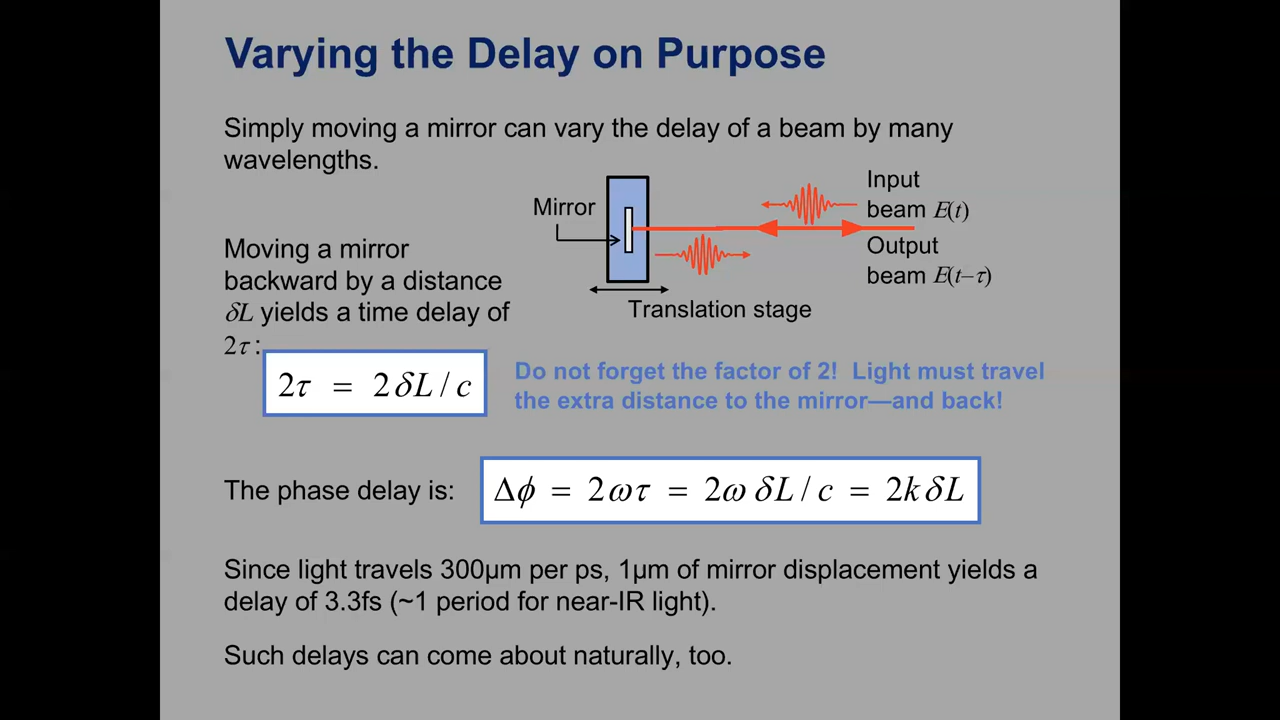 Varying the Delay on Purpose
Simply moving a mirror can vary the delay of a beam by many
wavelengths.
Mirror
Input
beam E(t)
Output
beam E(t–τ)
Translation stage
Moving a mirror
backward by a distance
δL yields a time delay of
2τ :
2τ = 2 δL / c
Do not forget the factor of 2! Light must travel
the extra distance to the mirror—and back!
The phase delay is:
Δϕ = 2ωτ = 2ω δL / c = 2k δL
Since light travels 300µm per ps, 1µm of mirror displacement yields a
delay of 3.3fs (~1 period for near-IR light).
Such delays can come about naturally, too.